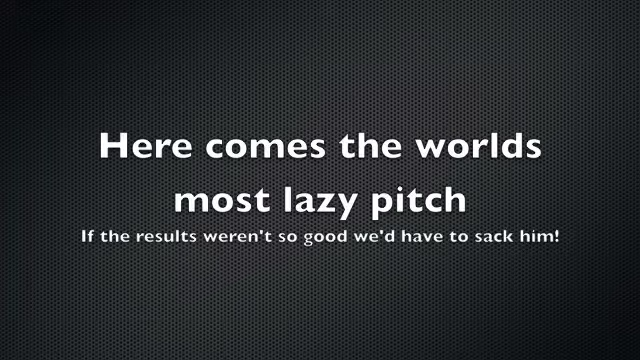 Here comes the worlds
most lazy pitch
If the results weren't so good we'd have to sack him!